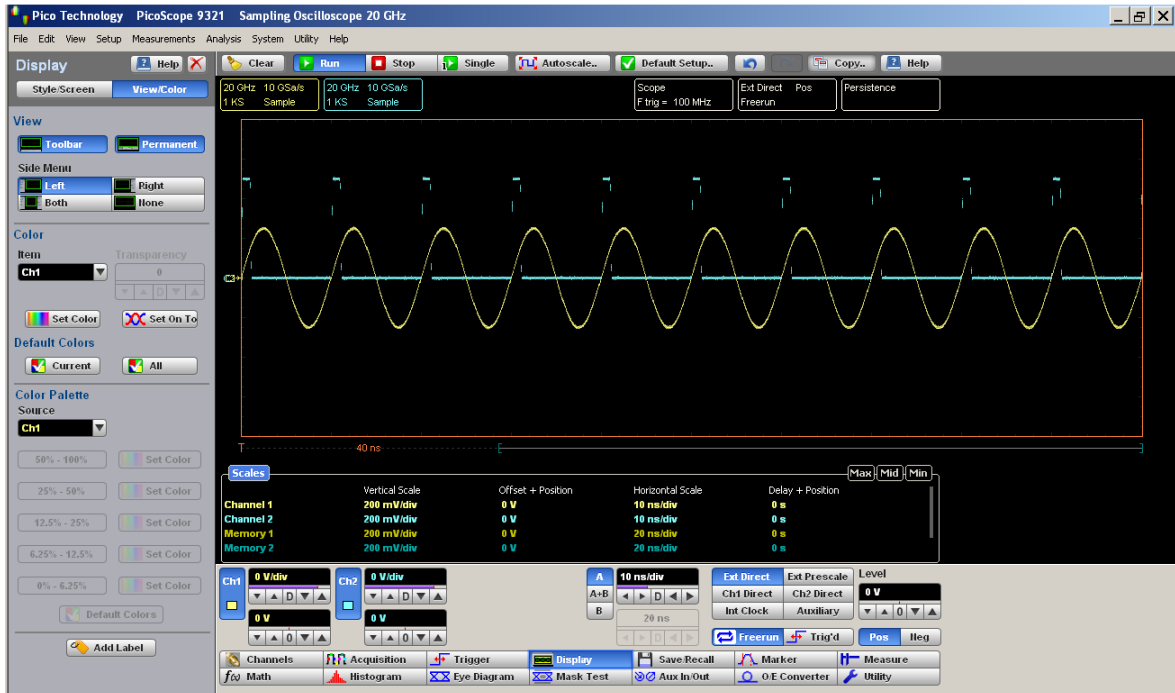 Pico Technology PicoScope 9321 Sampling Oscilloscope 20 GHz
File Edit View Setup Measurements Analysis System Utility Help
Display Help
Clear Run Stop Single Autoscale.. Default Setup.. Copy.. Help
Style/Screen View/Color
20 GHz 10 GSa/s
1 KS Sample
20 GHz 10 GSa/s
1 KS Sample
Scope
F trig = 100 MHz
Ext Direct Pos
Freerun
Persistence
View
Toolbar Permanent
Side Menu
Left Right
Both None
Color
Item Transparency
Ch1 0
D
Set Color Set On To
Default Colors
Current All
Color Palette
Source
Ch1
50% - 100% Set Color
25% - 50% Set Color
12.5% - 25% Set Color
6.25% - 12.5% Set Color
0% - 6.25% Set Color
Default Colors
Add Label
T 40 ns
Scales Max Mid Min
Vertical Scale Offset + Position Horizontal Scale Delay + Position
Channel 1 200 mV/div 0 V 10 ns/div 0 s
Channel 2 200 mV/div 0 V 10 ns/div 0 s
Memory 1 200 mV/div 0 V 20 ns/div 0 s
Memory 2 200 mV/div 0 V 20 ns/div 0 s
Ch1 0 V/div Ch2 0 V/div A 10 ns/div Ext Direct Ext Prescale Level
D D A+B D Ch1 Direct Ch2 Direct 0 V
0 V 0 V B 20 ns Int Clock Auxiliary 0
0 0 D Freerun Trig'd Pos Neg
Channels Acquisition Trigger Display Save/Recall Marker Measure
f(x) Math Histogram Eye Diagram Mask Test Aux In/Out O/E Converter Utility